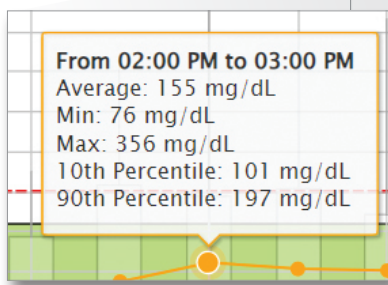 From 02:00 PM to 03:00 PM
Average: 155 mg/dL
Min: 76 mg/dL
Max: 356 mg/dL
10th Percentile: 101 mg/dL
90th Percentile: 197 mg/dL